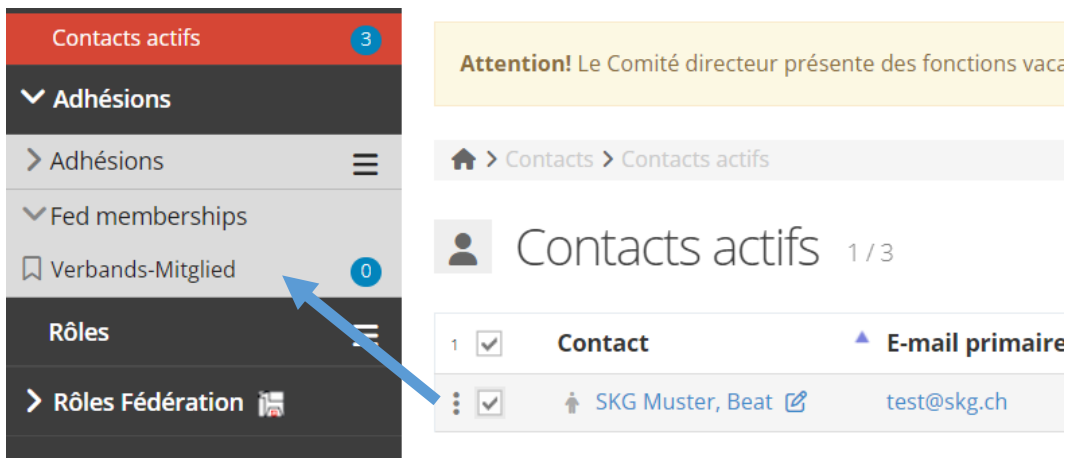 Contacts actifs 3
Adhésions
Adhésions
Fed memberships
Verbands-Mitglied 0
Rôles
Rôles Fédération
Attention! Le Comité directeur présente des fonctions
Contacts > Contacts actifs
Contacts actifs 1 / 3
1 Contact E-mail primaire
SKG Muster, Beat test@skg.ch